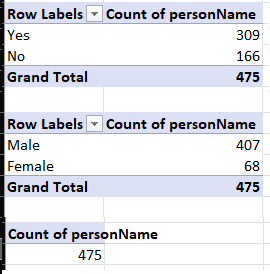 Row Labels Count of personName
Yes 309
No 166
Grand Total 475
Row Labels Count of personName
Male 407
Female 68
Grand Total 475
Count of personName
475